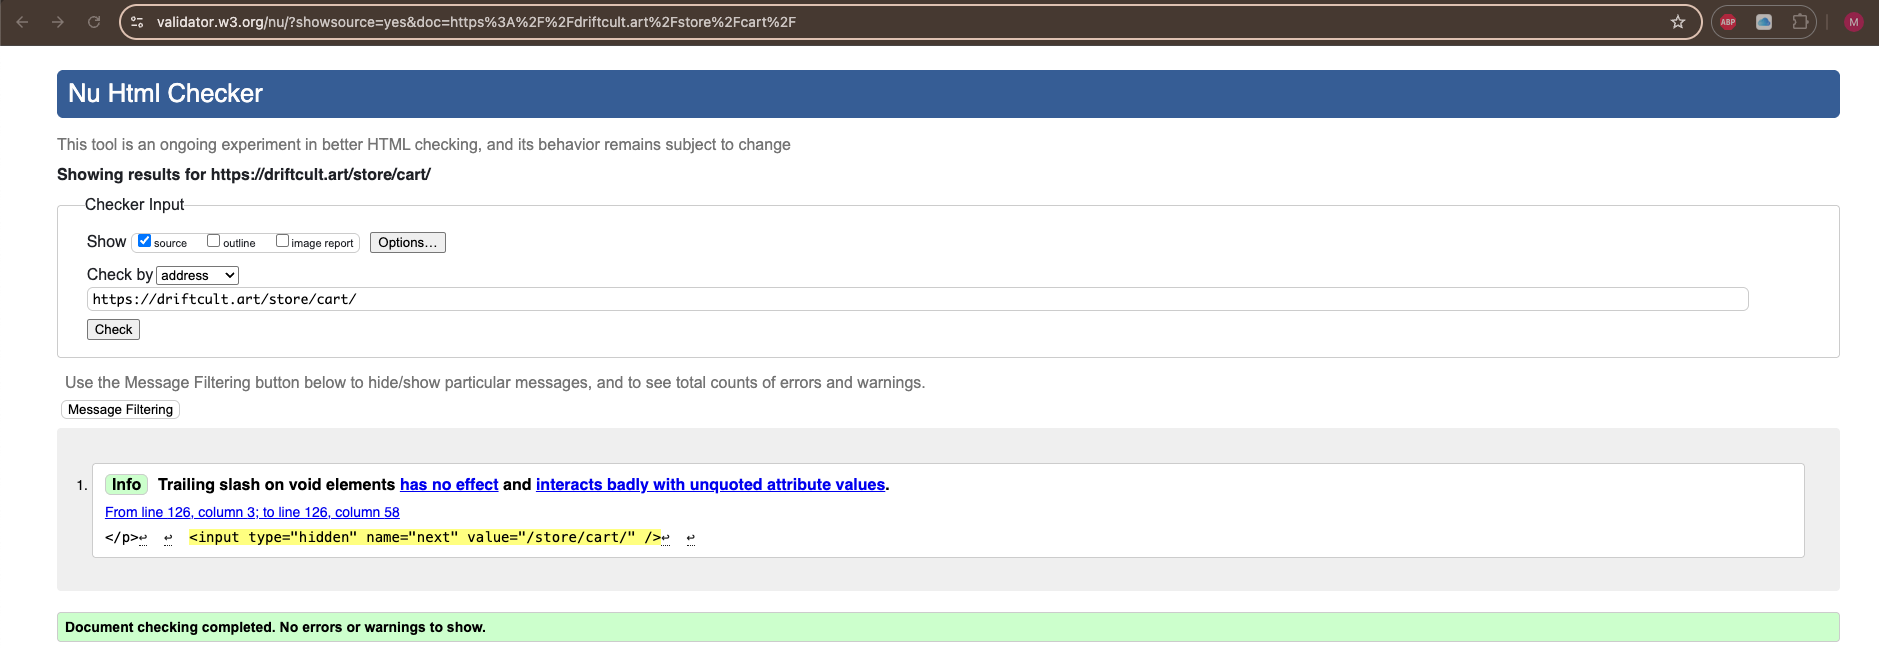 validator.w3.org/nu/?showsource=yes&doc=https%3A%2F%2Fdriftcult.art%2Fstore%2Fcart%2F
ABP
M
Nu Html Checker
This tool is an ongoing experiment in better HTML checking, and its behavior remains subject to change
Showing results for https://driftcult.art/store/cart/
Checker Input
Show source outline image report Options...
Check by address
https://driftcult.art/store/cart/
Check
Use the Message Filtering button below to hide/show particular messages, and to see total counts of errors and warnings.
Message Filtering
1. Info Trailing slash on void elements has no effect and interacts badly with unquoted attribute values.
From line 126, column 3; to line 126, column 58
</p>↩ ↩ <input type="hidden" name="next" value="/store/cart/" />↩ ↩
Document checking completed. No errors or warnings to show.